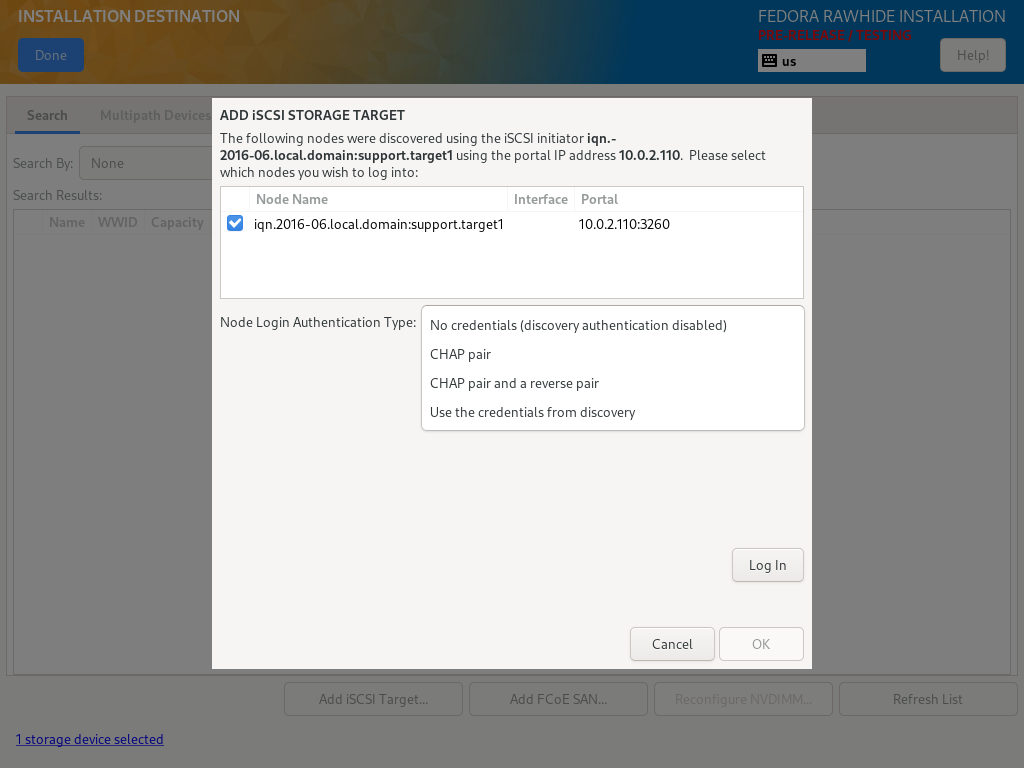 INSTALLATION DESTINATION
FEDORA RAWHIDE INSTALLATION
PRE-RELEASE / TESTING
Done
us
Help!
Search
Multipath Devices
Search By:
None
Search Results:
Name
WWID
Capacity
ADD iSCSI STORAGE TARGET
The following nodes were discovered using the iSCSI initiator iqn.-
2016-06.local.domain:support.target1 using the portal IP address 10.0.2.110.  Please select
which nodes you wish to log into:
Node Name
Interface
Portal
iqn.2016-06.local.domain:support.target1
10.0.2.110:3260
Node Login Authentication Type:
No credentials (discovery authentication disabled)
CHAP pair
CHAP pair and a reverse pair
Use the credentials from discovery
Log In
Cancel
OK
Add iSCSI Target...
Add FCoE SAN...
Reconfigure NVDIMM...
Refresh List
1 storage device selected